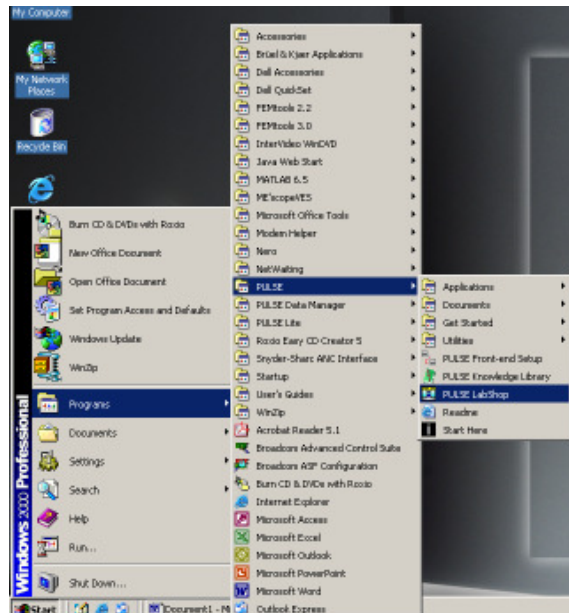 My Computer
My Network
Places
Recycle Bin
Burn CD & DVDs with Roxio
New Office Document
Open Office Document
Set Program Access and Defaults
Windows Update
WinZip
Programs
Documents
Settings
Search
Help
Run...
Shut Down...
Windows 2000 Professional
Start
Document1 - M
Accessories
Brüel & Kjær Applications
Dell Accessories
Dell QuickSet
FEMtools 2.2
FEMtools 3.0
InterVideo WinDVD
Java Web Start
MATLAB 6.5
ME'scopeVES
Microsoft Office Tools
Modem Helper
Nero
NetWaiting
PULSE
PULSE Data Manager
PULSE Lite
Roxio Easy CD Creator 5
Snyder-Sharc ANC Interface
Startup
User's Guides
WinZip
Acrobat Reader 5.1
Broadcom Advanced Control Suite
Broadcom ASF Configuration
Burn CD & DVDs with Roxio
Internet Explorer
Microsoft Access
Microsoft Excel
Microsoft Outlook
Microsoft PowerPoint
Microsoft Word
Outlook Express
Applications
Documents
Get Started
Utilities
PULSE Front-end Setup
PULSE Knowledge Library
PULSE LabShop
Readme
Start Here